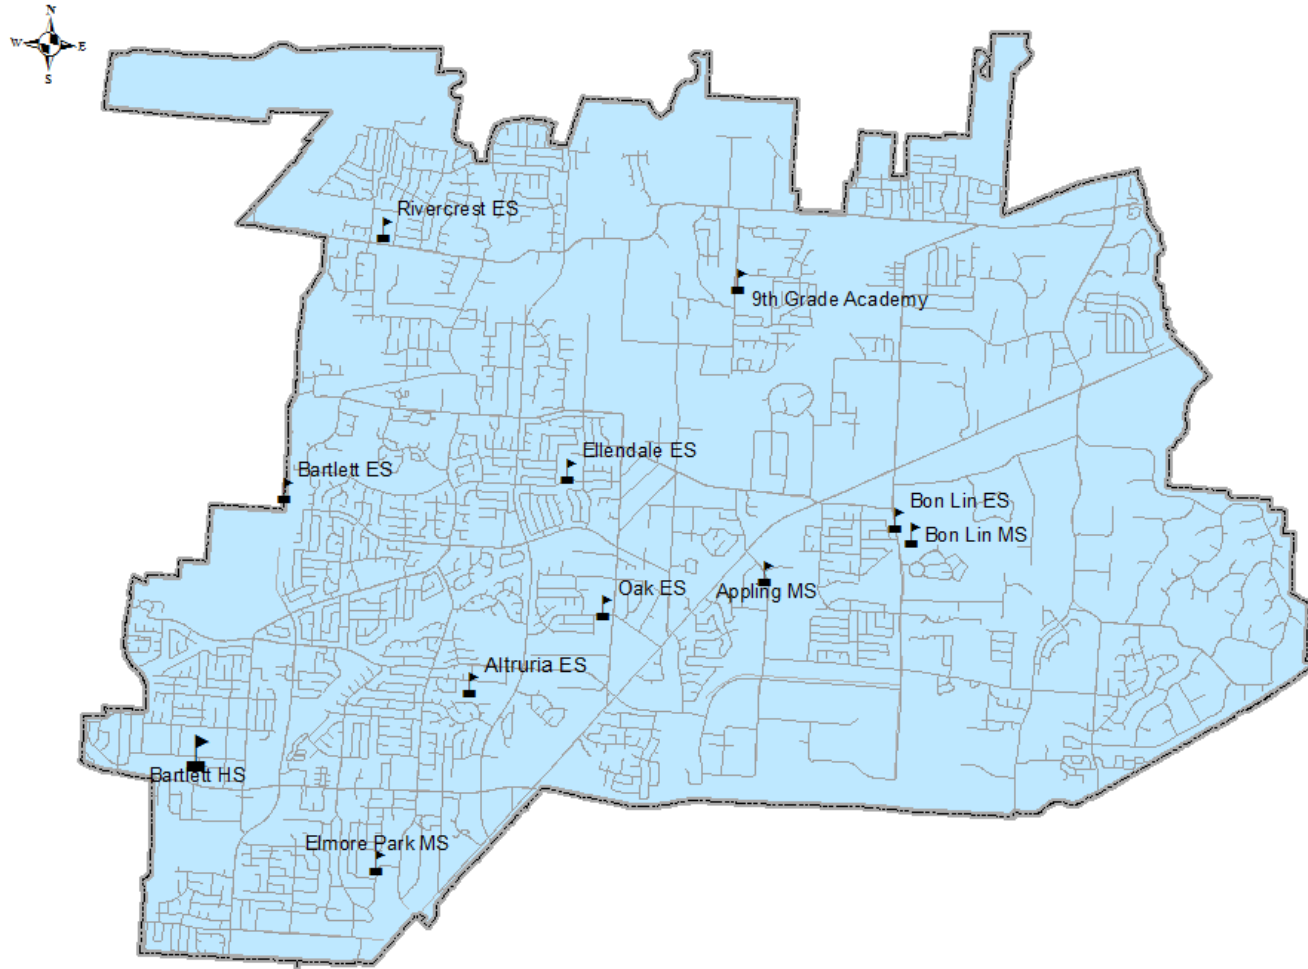 N
W
E
S
Rivercrest ES
9th Grade Academy
Ellendale ES
Bartlett ES
Bon Lin ES
Bon Lin MS
Oak ES
Appling MS
Altruria ES
Bartlett HS
Elmore Park MS